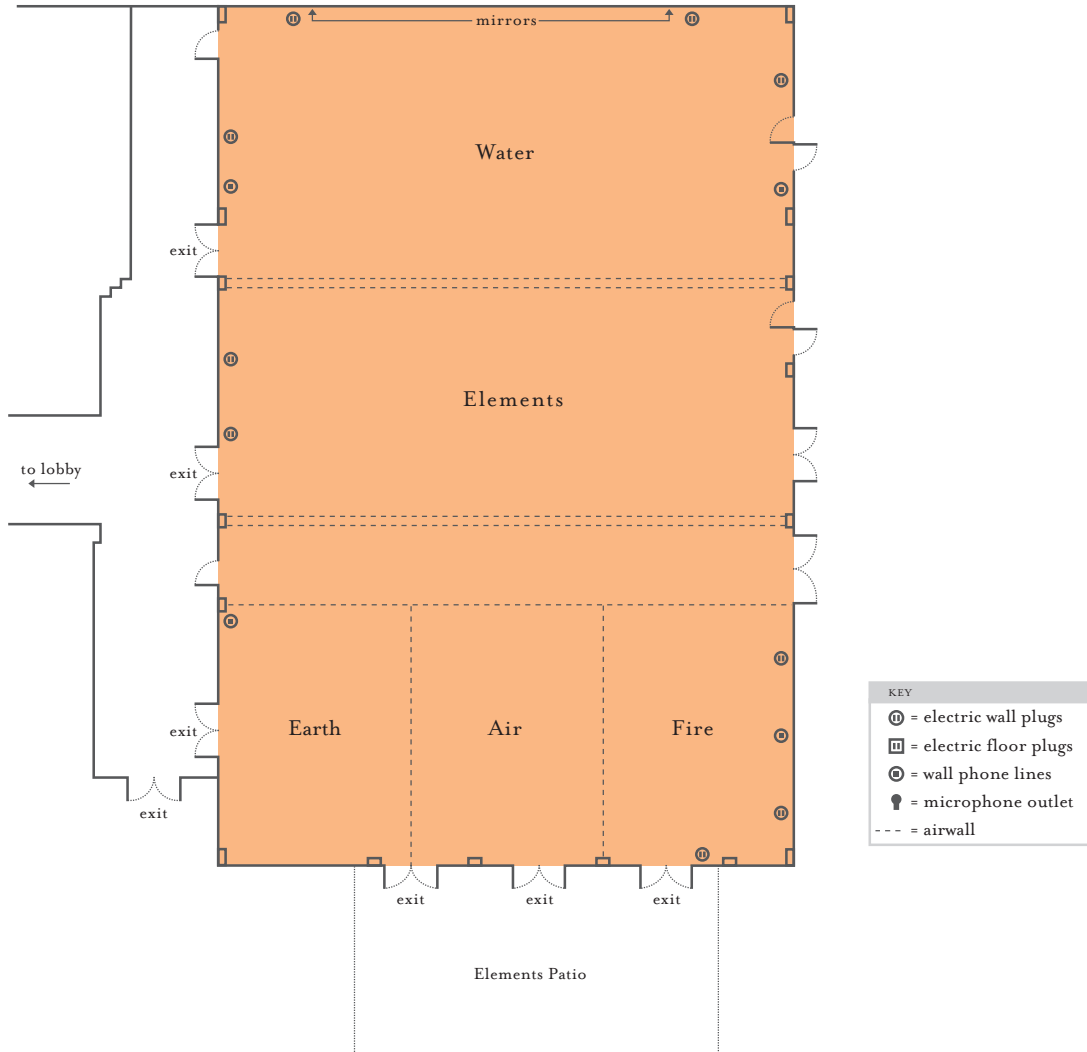 mirrors
Water
exit
Elements
to lobby
exit
Earth
Air
Fire
exit
exit
exit
exit
exit
Elements Patio
KEY
= electric wall plugs
= electric floor plugs
= wall phone lines
= microphone outlet
= airwall